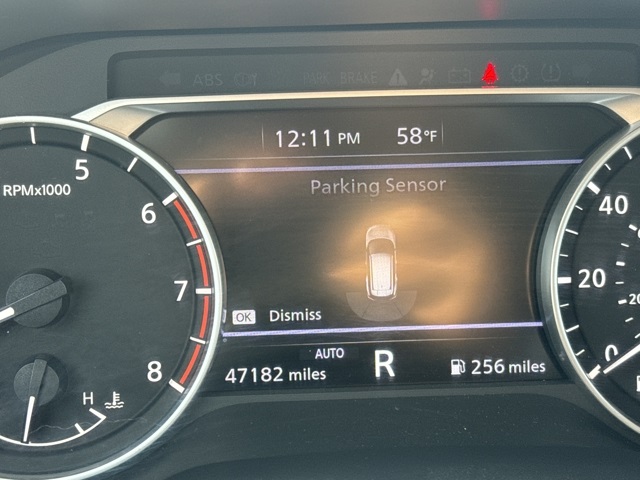 ABS PARK BRAKE
12:11 PM 58°F
Parking Sensor
RPMx1000
5
6
7
8
H
OK Dismiss
AUTO
47182 miles R 256 miles
40
20
20
0